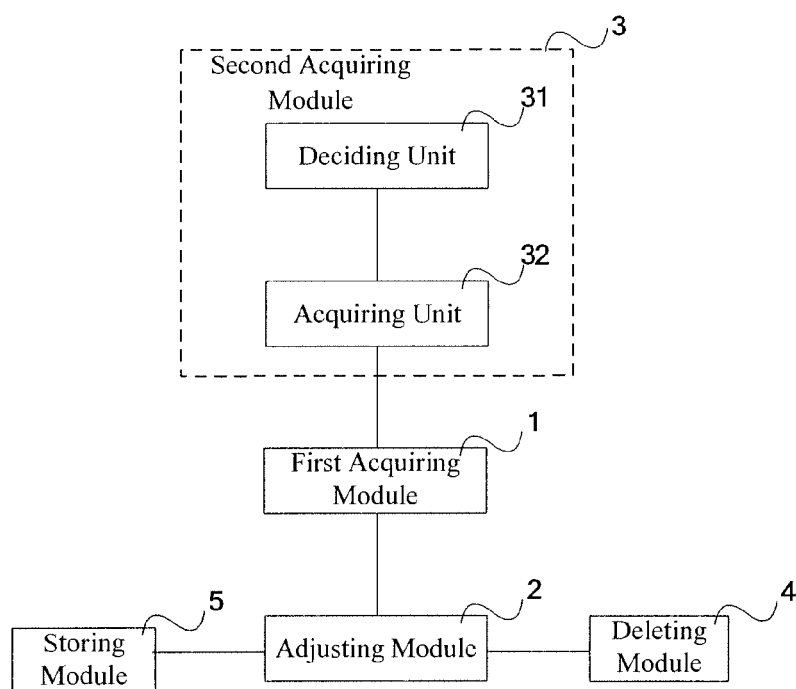 3
Second Acquiring
Module
31
Deciding Unit
32
Acquiring Unit
1
First Acquiring
Module
5
Storing
Module
2
Adjusting Module
4
Deleting
Module